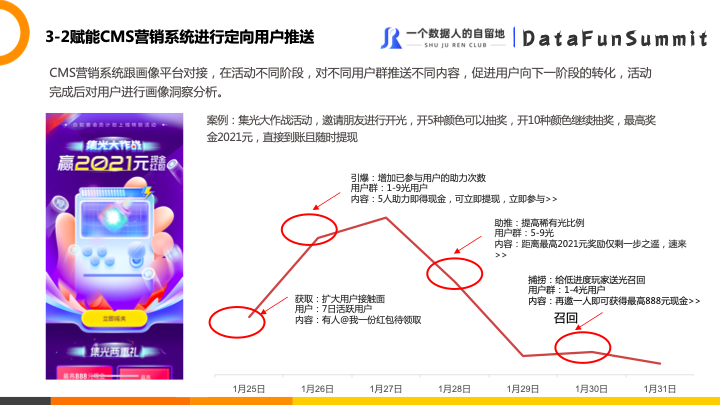 3-2赋能CMS营销系统进行定向用户推送
一个数据人的自留地
SHU JU REN CLUB
DataFunSummit
CMS营销系统跟画像平台对接，在活动不同阶段，对不同用户群推送不同内容，促进用户向下一阶段的转化，活动
完成后对用户进行画像洞察分析。
案例：集光大作战活动，邀请朋友进行开光，开5种颜色可以抽奖，开10种颜色继续抽奖，最高奖
金2021元，直接到账且随时提现
集光大作战
赢2021元现金红包
立即闯关
集光两重礼
最高888
引爆：增加已参与用户的助力次数
用户群：1-9光用户
内容：5人助力即得现金，可立即提现，立即参与>>
助推：提高稀有光比例
用户群：5-9光
内容：距离最高2021元奖励仅剩一步之遥，速来
>>
捕捞：给低进度玩家送光召回
用户群：1-4光用户
内容：再邀一人即可获得最高888元现金>>
召回
获取：扩大用户接触面
用户：7日活跃用户
内容：有人@我一份红包待领取
1月25日 1月26日 1月27日 1月28日 1月29日 1月30日 1月31日